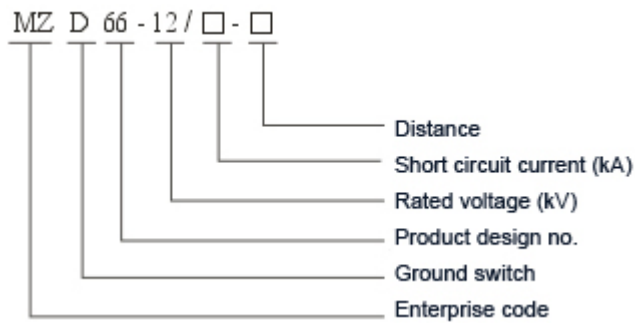 MZ D 66 - 12 / □ - □
Distance
Short circuit current (kA)
Rated voltage (kV)
Product design no.
Ground switch
Enterprise code